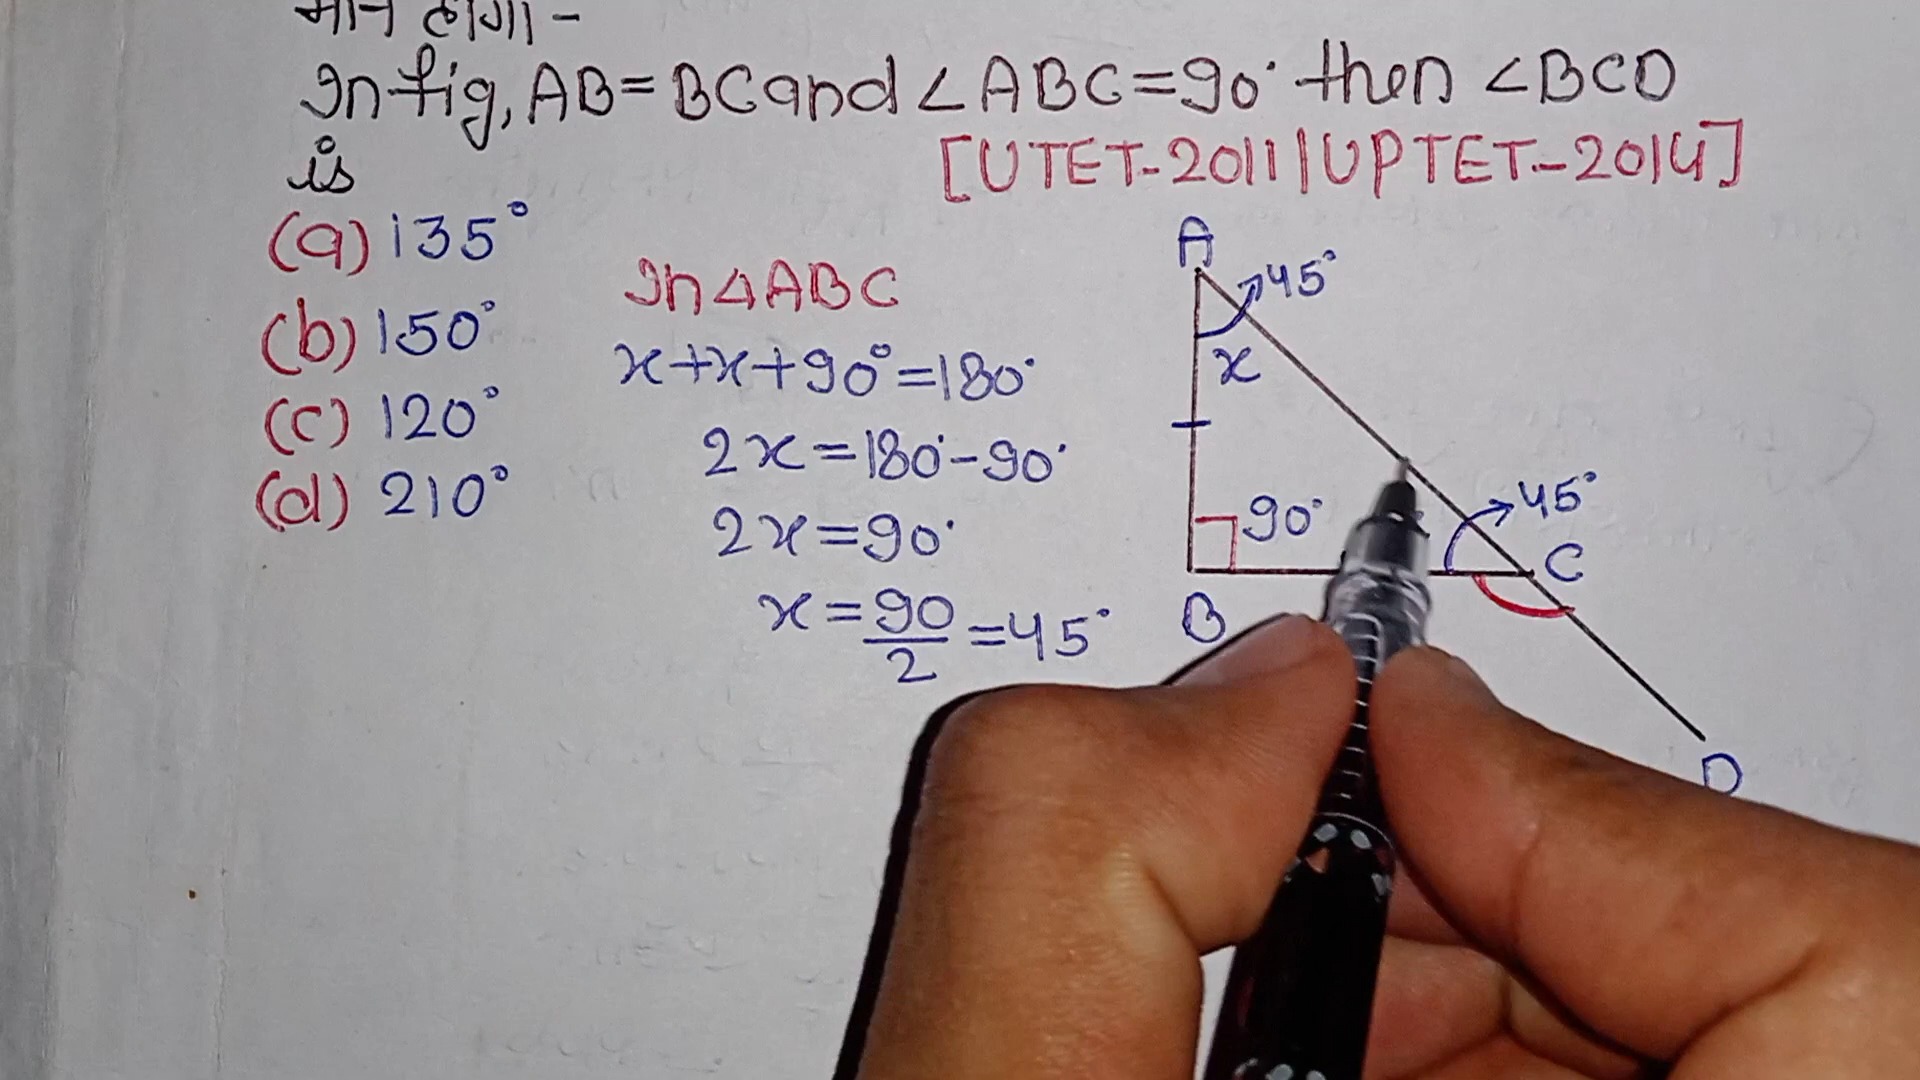 मान होगा -
In fig, AB = BC and ∠ABC = 90° then ∠BCD
is
[UTET-2011|UPTET-2014]
(a) 135°
(b) 150°
(c) 120°
(d) 210°
In △ABC
x+x+90°=180°
2x=180°-90°
2x=90°
x=90/2=45°
A
45°
x
90°
45°
C
B
D